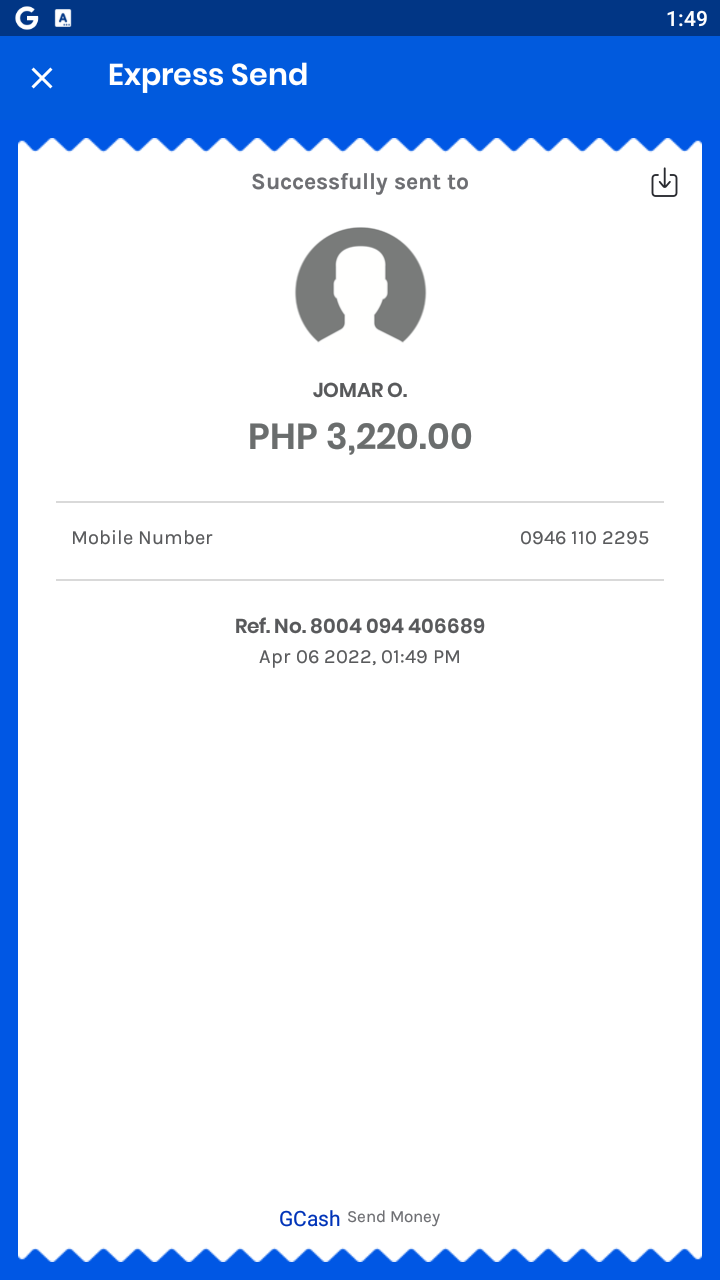 1:49
Express Send
Successfully sent to
JOMAR O.
PHP 3,220.00
Mobile Number 0946 110 2295
Ref. No. 8004 094 406689
Apr 06 2022, 01:49 PM
GCash Send Money